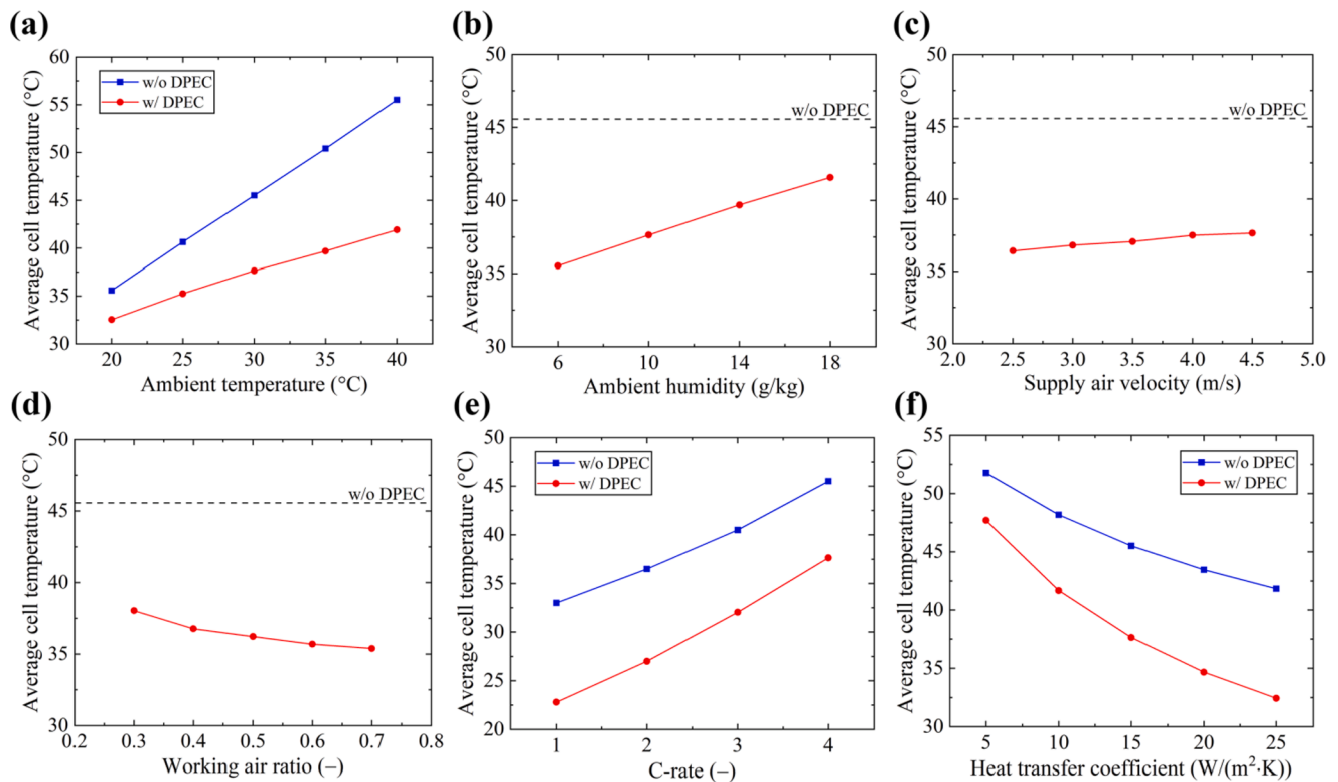 (a)
60
55
50
45
40
35
30
w/o DPEC
w/ DPEC
20 25 30 35 40
Average cell temperature (°C)
Ambient temperature (°C)
(b)
50
45
40
35
30
w/o DPEC
6 10 14 18
Average cell temperature (°C)
Ambient humidity (g/kg)
(c)
50
45
40
35
30
w/o DPEC
2.0 2.5 3.0 3.5 4.0 4.5 5.0
Average cell temperature (°C)
Supply air velocity (m/s)
(d)
50
45
40
35
30
w/o DPEC
0.2 0.3 0.4 0.5 0.6 0.7 0.8
Average cell temperature (°C)
Working air ratio (–)
(e)
50
45
40
35
30
25
20
w/o DPEC
w/ DPEC
1 2 3 4
Average cell temperature (°C)
C-rate (–)
(f)
55
50
45
40
35
30
w/o DPEC
w/ DPEC
5 10 15 20 25
Average cell temperature (°C)
Heat transfer coefficient (W/(m²·K))